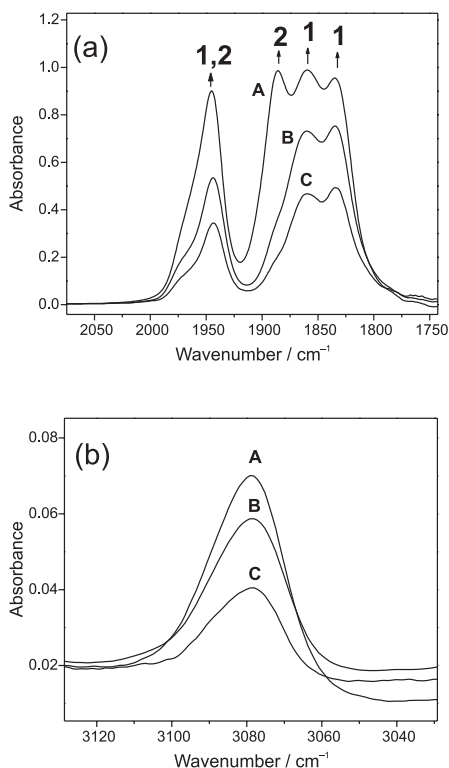 (a)
1,2
2
1
1
A
B
C
1.2
1.0
0.8
0.6
0.4
0.2
0.0
Absorbance
2050 2000 1950 1900 1850 1800 1750
Wavenumber / cm⁻¹
(b)
A
B
C
0.08
0.06
0.04
0.02
Absorbance
3120 3100 3080 3060 3040
Wavenumber / cm⁻¹